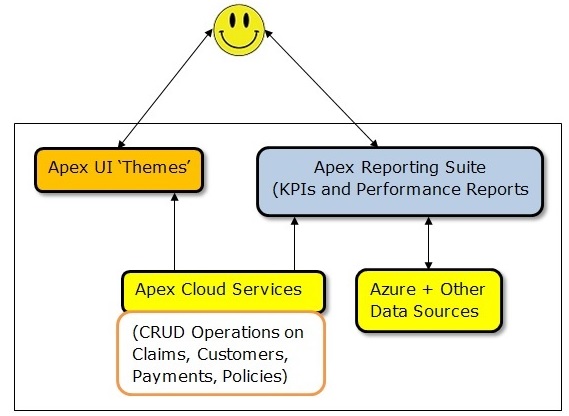 Apex UI ‘Themes’
Apex Reporting Suite
(KPIs and Performance Reports
Apex Cloud Services
(CRUD Operations on
Claims, Customers,
Payments, Policies)
Azure + Other
Data Sources